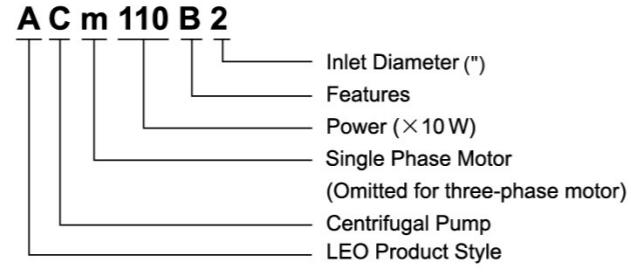 A C m 110 B 2
Inlet Diameter (")
Features
Power (×10 W)
Single Phase Motor
(Omitted for three-phase motor)
Centrifugal Pump
LEO Product Style